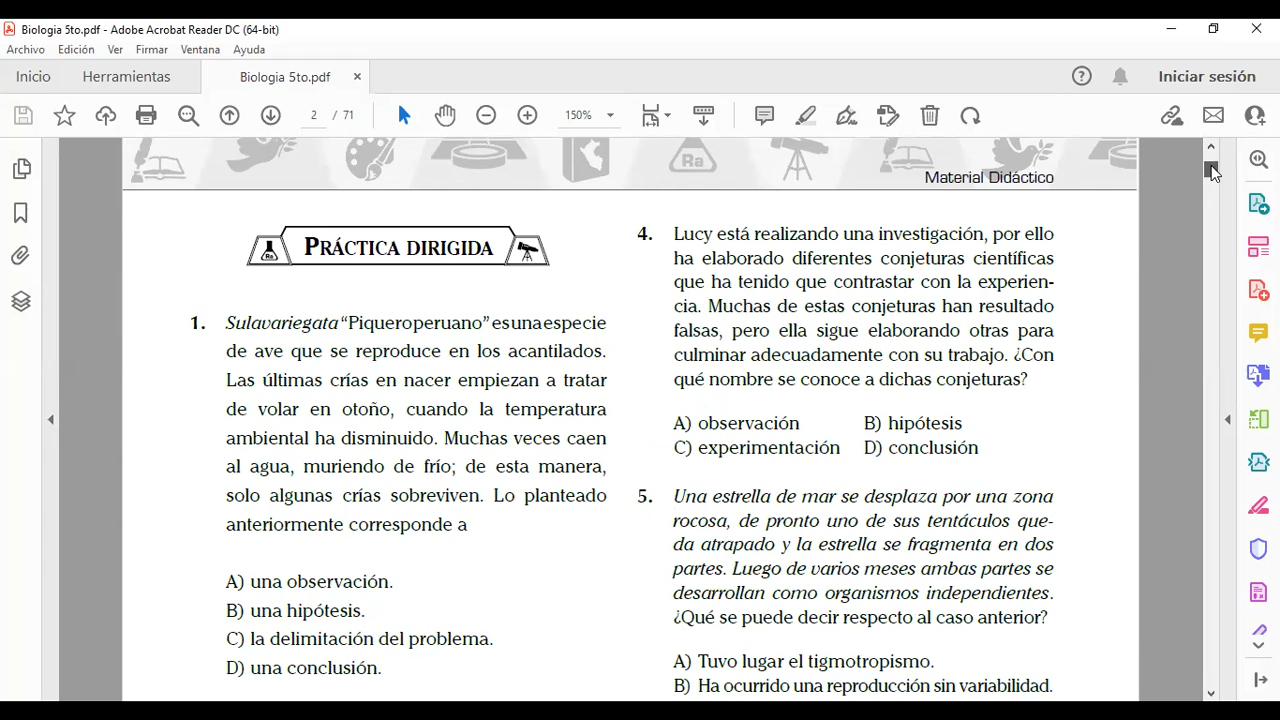 Biologia 5to.pdf - Adobe Acrobat Reader DC (64-bit)
Archivo Edición Ver Firmar Ventana Ayuda
Inicio Herramientas Biologia 5to.pdf × Iniciar sesión
2 / 71 150%
Ra
Material Didáctico
PRÁCTICA DIRIGIDA
1. Sulavariegata “Piquero peruano” es una especie
de ave que se reproduce en los acantilados.
Las últimas crías en nacer empiezan a tratar
de volar en otoño, cuando la temperatura
ambiental ha disminuido. Muchas veces caen
al agua, muriendo de frío; de esta manera,
solo algunas crías sobreviven. Lo planteado
anteriormente corresponde a
A) una observación.
B) una hipótesis.
C) la delimitación del problema.
D) una conclusión.
4. Lucy está realizando una investigación, por ello
ha elaborado diferentes conjeturas científicas
que ha tenido que contrastar con la experien-
cia. Muchas de estas conjeturas han resultado
falsas, pero ella sigue elaborando otras para
culminar adecuadamente con su trabajo. ¿Con
qué nombre se conoce a dichas conjeturas?
A) observación B) hipótesis
C) experimentación D) conclusión
5. Una estrella de mar se desplaza por una zona
rocosa, de pronto uno de sus tentáculos que-
da atrapado y la estrella se fragmenta en dos
partes. Luego de varios meses ambas partes se
desarrollan como organismos independientes.
¿Qué se puede decir respecto al caso anterior?
A) Tuvo lugar el tigmotropismo.
B) Ha ocurrido una reproducción sin variabilidad.